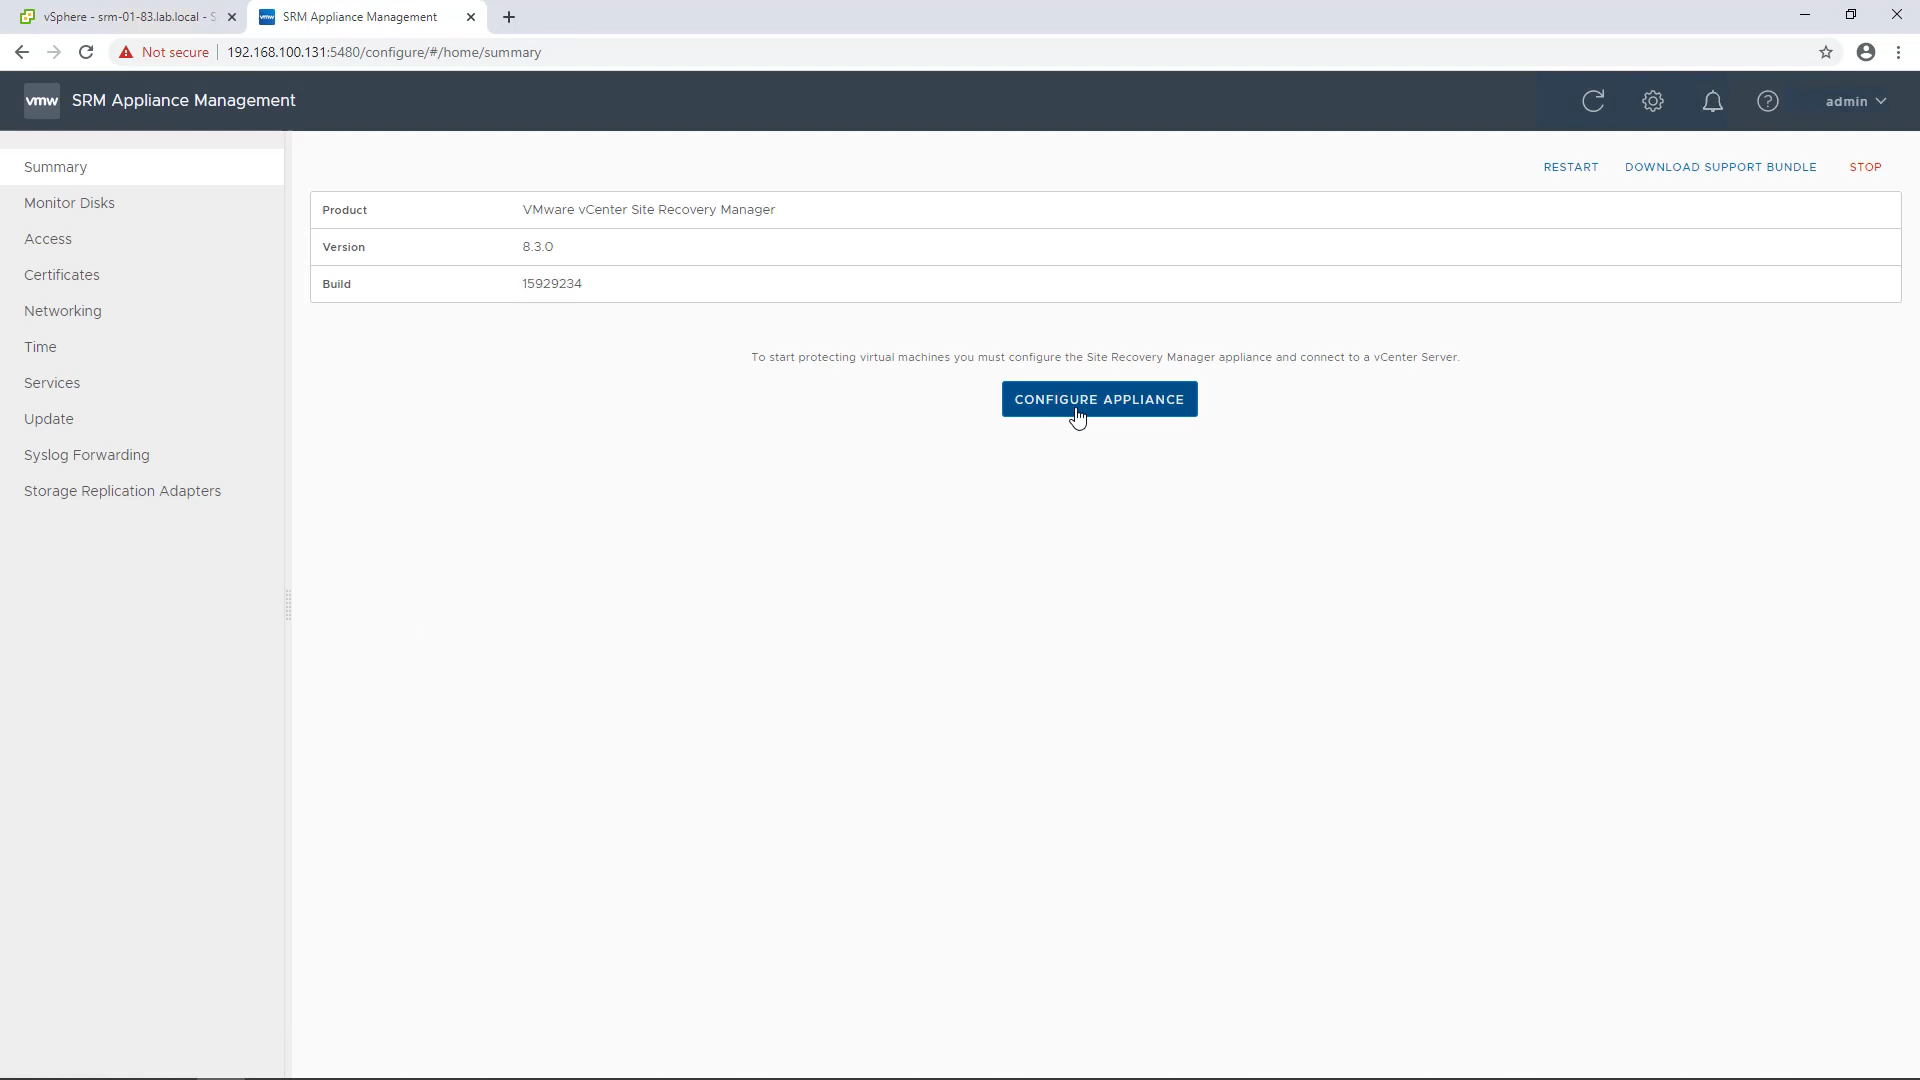 vSphere - srm-01-83.lab.local - S
SRM Appliance Management
Not secure
192.168.100.131:5480/configure/#/home/summary
vmw
SRM Appliance Management
admin
Summary
Monitor Disks
Access
Certificates
Networking
Time
Services
Update
Syslog Forwarding
Storage Replication Adapters
RESTART
DOWNLOAD SUPPORT BUNDLE
STOP
Product VMware vCenter Site Recovery Manager
Version 8.3.0
Build 15929234
To start protecting virtual machines you must configure the Site Recovery Manager appliance and connect to a vCenter Server.
CONFIGURE APPLIANCE